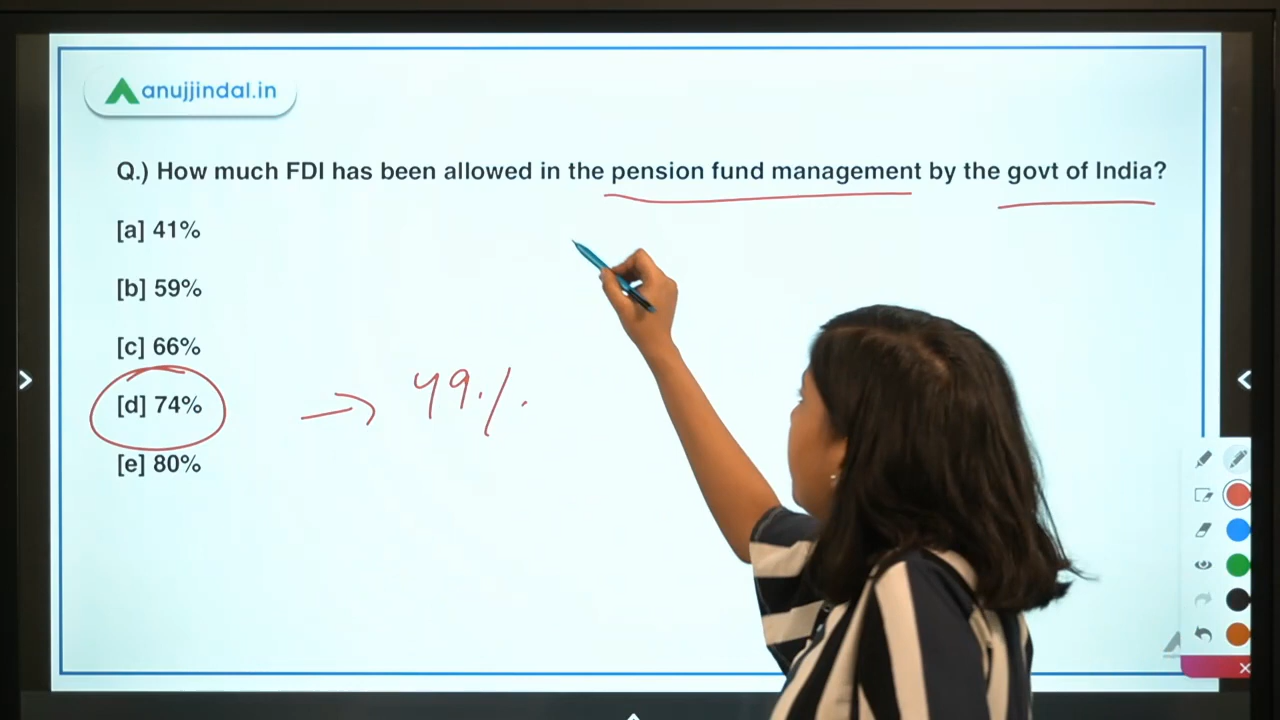 anujjindal.in
Q.) How much FDI has been allowed in the pension fund management by the govt of India?
[a] 41%
[b] 59%
[c] 66%
[d] 74%
→ 49%.
[e] 80%